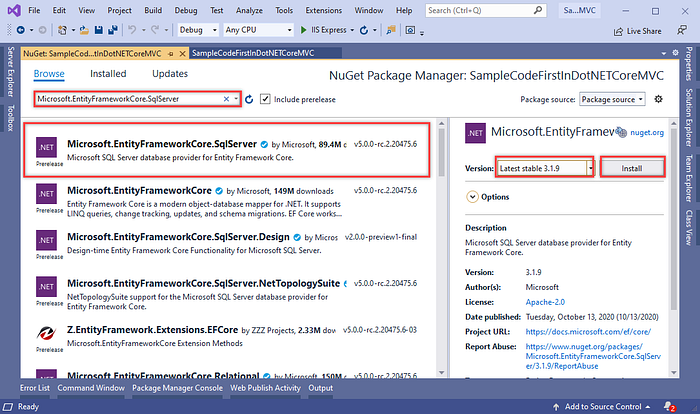 File Edit View Project Build Debug Test Analyze Tools Extensions Window Help Search Sa...MVC
Debug Any CPU IIS Express Live Share
NuGet: SampleCod...tInDotNETCoreMVC SampleCodeFirstInDotNETCoreMVC
Server Explorer
Toolbox
Browse Installed Updates
NuGet Package Manager: SampleCodeFirstInDotNETCoreMVC
Microsoft.EntityFrameworkCore.SqlServer
Include prerelease
Package source: Package source
.NET
Prerelease
Microsoft.EntityFrameworkCore.SqlServer by Microsoft, 89.4M d v5.0.0-rc.2.20475.6
Microsoft SQL Server database provider for Entity Framework Core.
.NET
Prerelease
Microsoft.EntityFrameworkCore by Microsoft, 149M downloads v5.0.0-rc.2.20475.6
Entity Framework Core is a modern object-database mapper for .NET. It supports
LINQ queries, change tracking, updates, and schema migrations. EF Core works...
.NET
Prerelease
Microsoft.EntityFrameworkCore.SqlServer.Design by Micros v2.0.0-preview1-final
Design-time Entity Framework Core Functionality for Microsoft SQL Server.
.NET
Prerelease
Microsoft.EntityFrameworkCore.SqlServer.NetTopologySuite v5.0.0-rc.2.20475.6
NetTopologySuite support for the Microsoft SQL Server database provider for
Entity Framework Core.
Prerelease
Z.EntityFramework.Extensions.EFCore by ZZZ Projects, 2.33M dow v5.0.0-rc.2.20475.6-03
Microsoft.EntityFrameworkCore Extension Methods
Microsoft.EntityFrameworkCore.Relational by Microsoft, 150M v5.0.0-rc.2.20475.6
.NET
Microsoft.EntityFramew
nuget.org
Version: Latest stable 3.1.9 Install
Options
Description
Microsoft SQL Server database provider for Entity
Framework Core.
Version: 3.1.9
Author(s): Microsoft
License: Apache-2.0
Date published: Tuesday, October 13, 2020 (10/13/2020)
Project URL: https://docs.microsoft.com/ef/core/
Report Abuse: https://www.nuget.org/packages/
Microsoft.EntityFrameworkCore.SqlServ
er/3.1.9/ReportAbuse
Properties
Solution Explorer
Team Explorer
Class View
Error List Command Window Package Manager Console Web Publish Activity Output
Ready
Add to Source Control
2